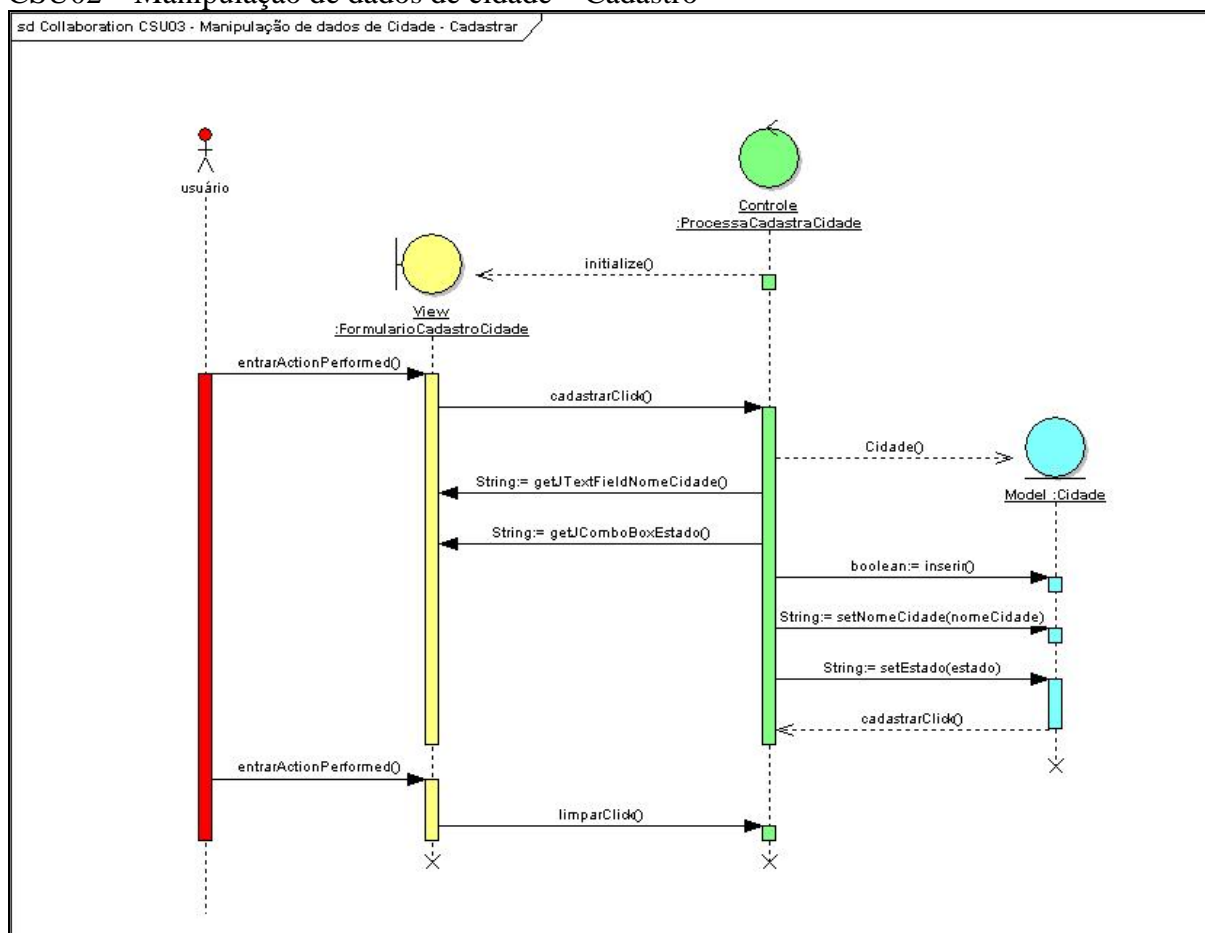 CSU02 – Manipulação de dados de cidade – Cadastro
sd Collaboration CSU03 - Manipulação de dados de Cidade - Cadastrar
usuário
Controle
:ProcessaCadastraCidade
initialize()
View
:FormularioCadastroCidade
entrarActionPerformed()
cadastrarClick()
Cidade()
String:= getJTextFieldNomeCidade()
Model :Cidade
String:= getJComboBoxEstado()
boolean:= inserir()
String:= setNomeCidade(nomeCidade)
String:= setEstado(estado)
cadastrarClick()
entrarActionPerformed()
limparClick()